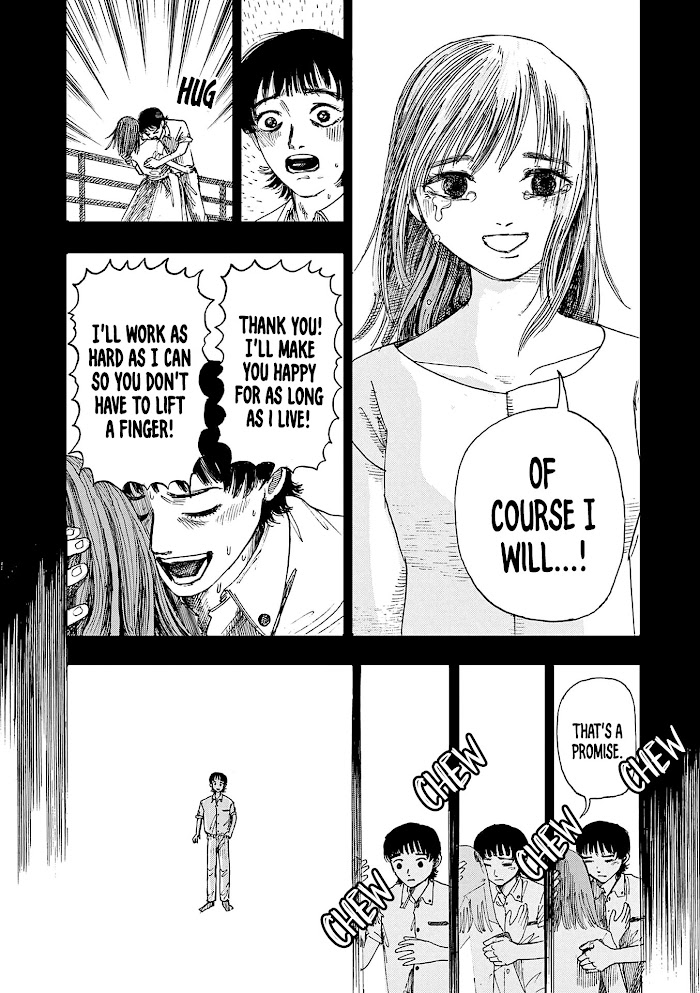 OF
COURSE I
WILL...!
HUG
THANK YOU!
I'LL MAKE
YOU HAPPY
FOR AS LONG
AS I LIVE!
I'LL WORK AS
HARD AS I CAN
SO YOU DON'T
HAVE TO LIFT
A FINGER!
THAT'S A
PROMISE.
CHEW
CHEW
CHEW
CHEW